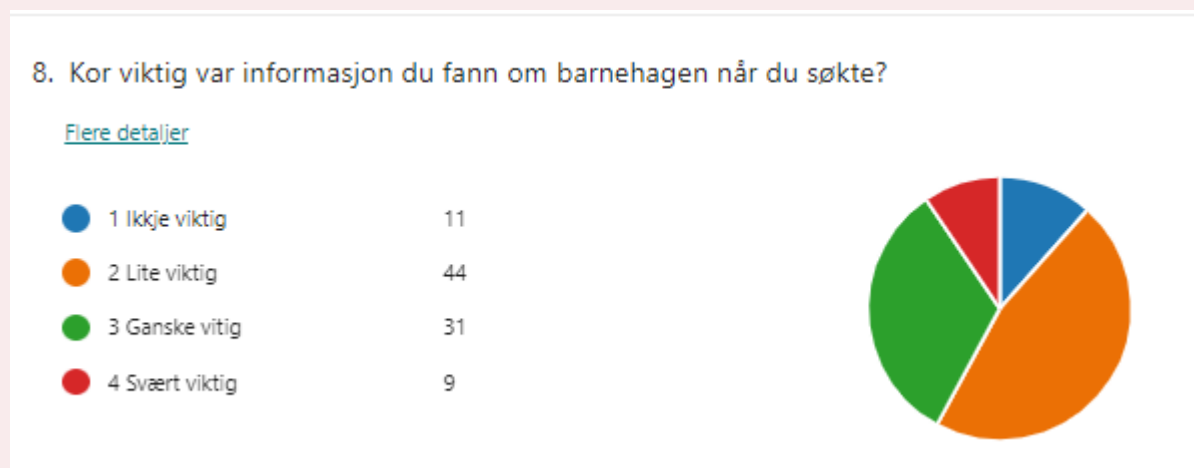 8. Kor viktig var informasjon du fann om barnehagen når du søkte?
Flere detaljer
1 Ikkje viktig 11
2 Lite viktig 44
3 Ganske vitig 31
4 Svært viktig 9